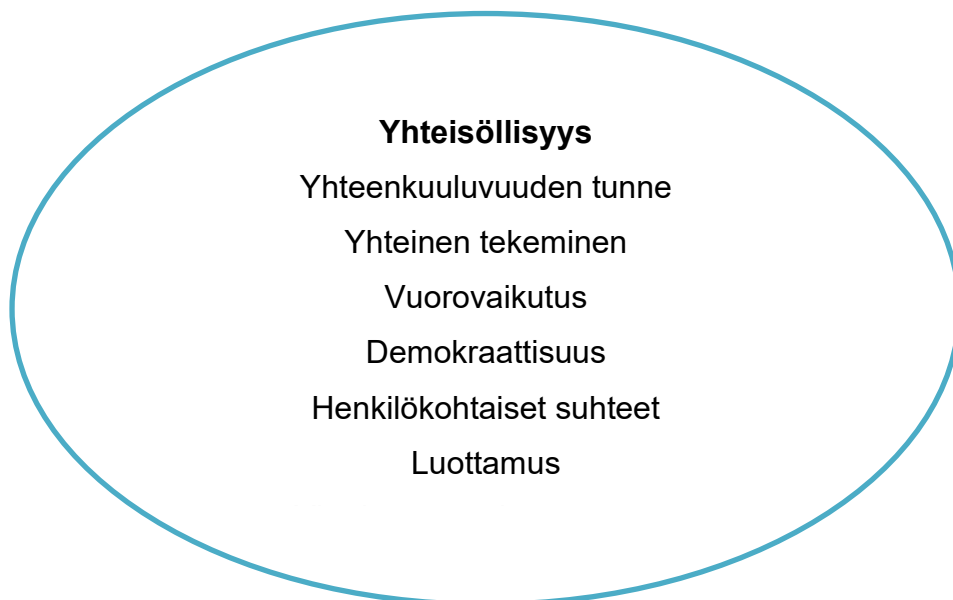 Yhteisöllisyys
Yhteenkuuluvuuden tunne
Yhteinen tekeminen
Vuorovaikutus
Demokraattisuus
Henkilökohtaiset suhteet
Luottamus